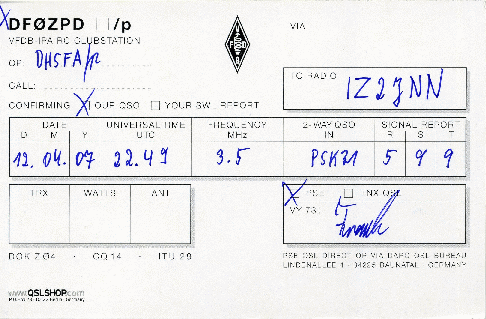 DFØZPD /p
VIA
VFDB-IPA RC CLUBSTATION
OP: DH5FA/p
CALL:
TO RADIO IZ2JNN
CONFIRMING X OUR QSO YOUR SWL REPORT
DATE UNIVERSAL TIME FREQUENCY 2-WAY QSO SIGNAL REPORT
D M Y UTC MHz IN R S T
12. 04. 07 22.49 3.5 PSK31 5 9 9
TRX WATTS ANT
X PSE TNX QSL
VY 73!
DOK Z 04 · CQ 14 · ITU 28
PSE QSL DIRECT OR VIA DARC QSL BUREAU
LINDENALLEE 4 · 34225 BAUNATAL · GERMANY
www.QSLSHOP.com